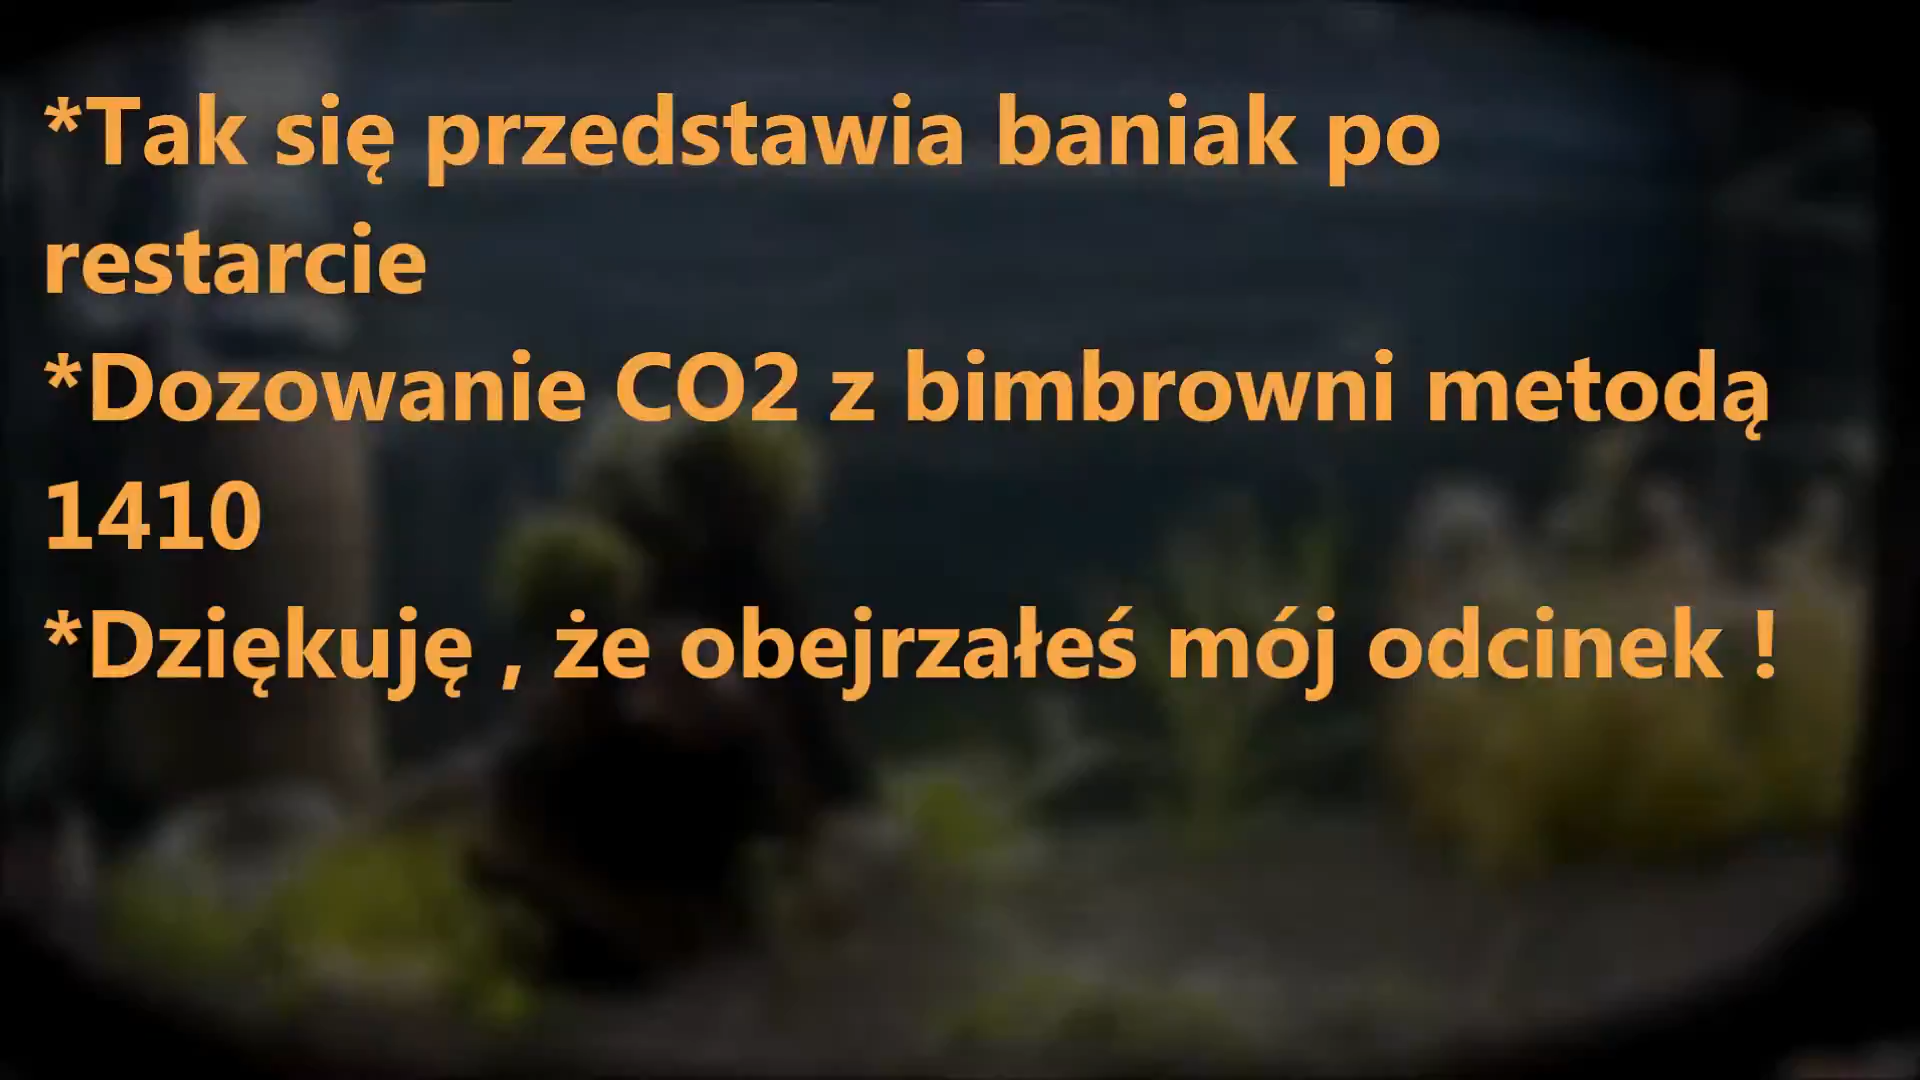 *Tak się przedstawia baniak po
restarcie
*Dozowanie CO2 z bimbrowni metodą
1410
*Dziękuję , że obejrzałeś mój odcinek !